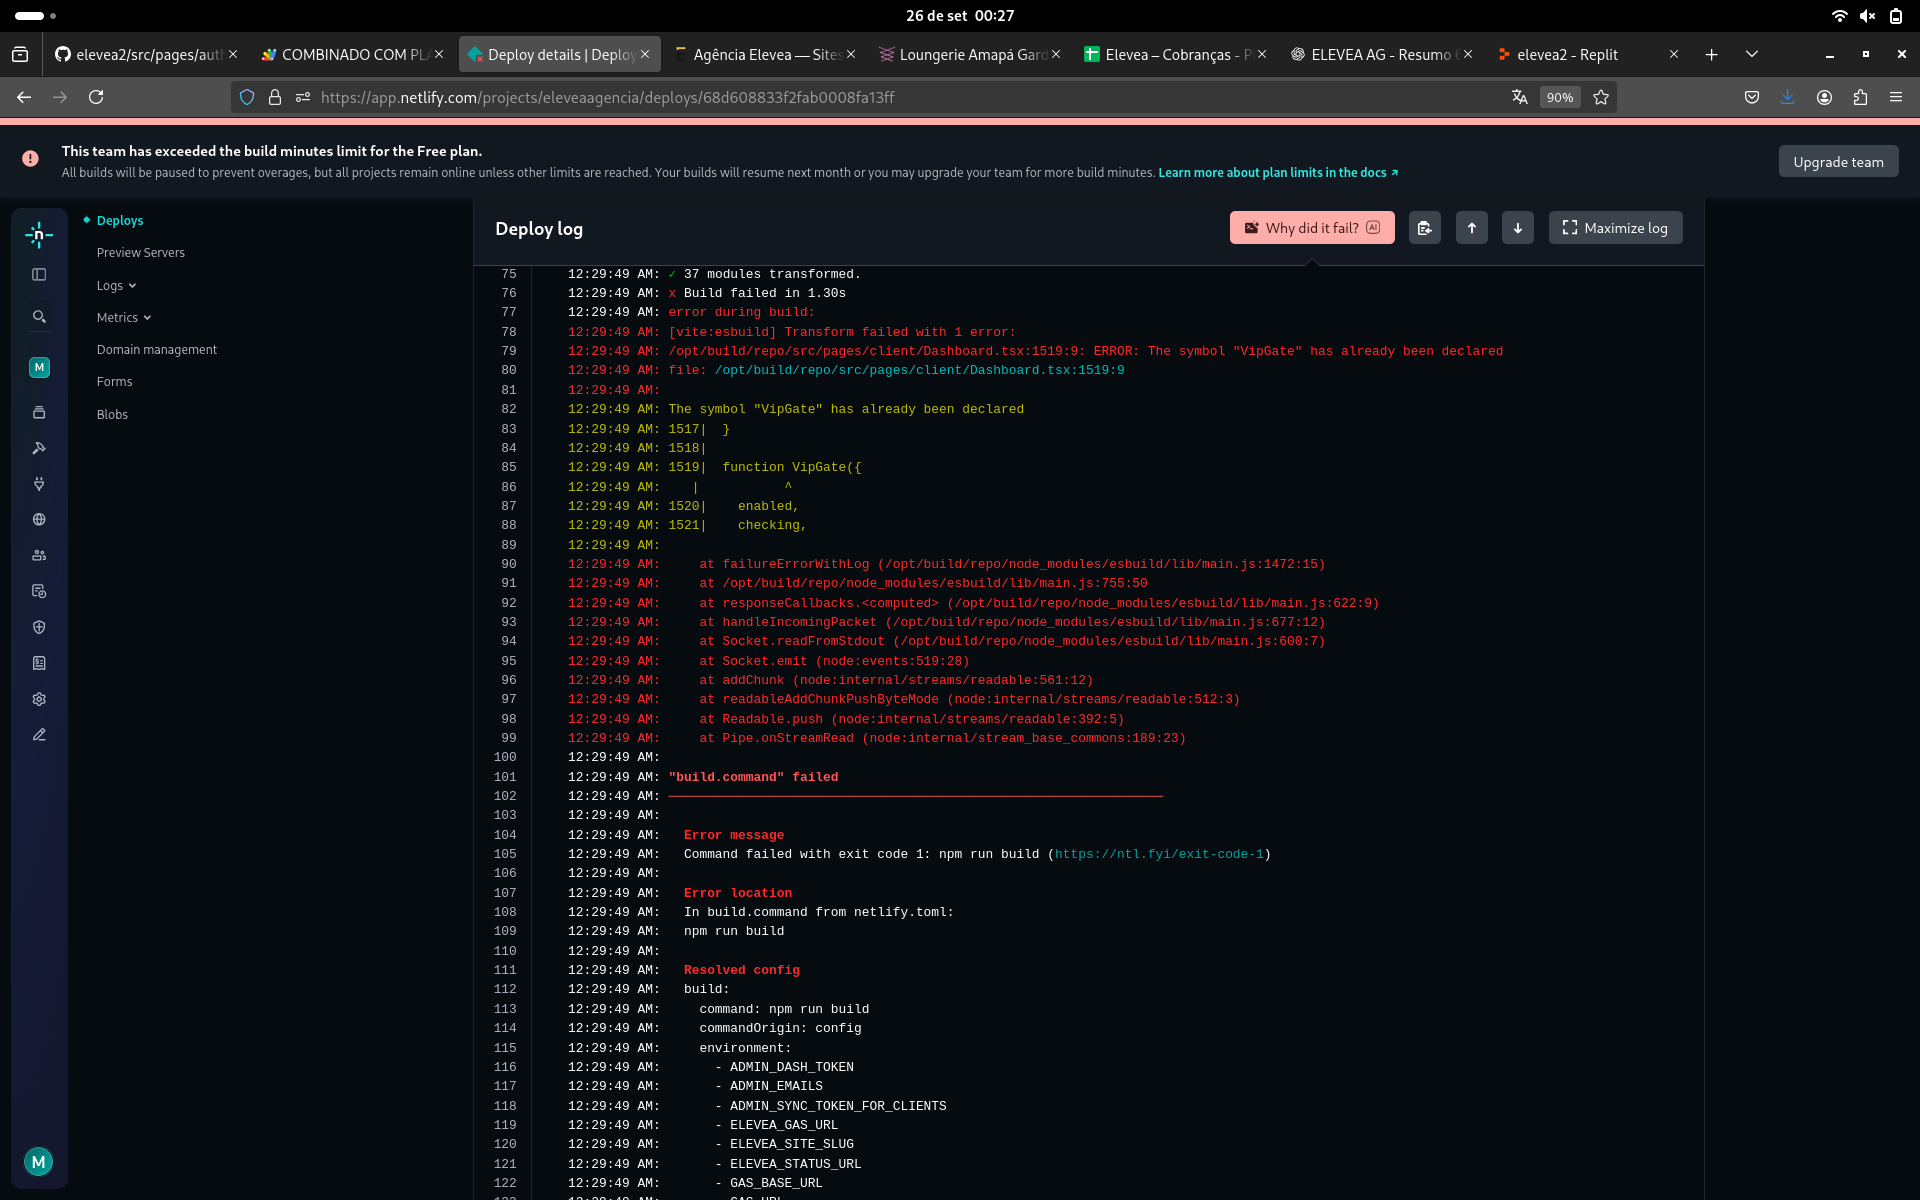 26 de set 00:27
elevea2/src/pages/aut
COMBINADO COM PL
Deploy details | Deploy
Agência Elevea — Sites
Loungerie Amapá Gard
Elevea – Cobranças - P
ELEVEA AG - Resumo
elevea2 - Replit
https://app.netlify.com/projects/eleveaagencia/deploys/68d608833f2fab0008fa13ff
90%
This team has exceeded the build minutes limit for the Free plan.
All builds will be paused to prevent overages, but all projects remain online unless other limits are reached. Your builds will resume next month or you may upgrade your team for more build minutes. Learn more about plan limits in the docs
Upgrade team
n
M
M
Deploys
Preview Servers
Logs
Metrics
Domain management
Forms
Blobs
Deploy log
Why did it fail? AI
Maximize log
75 12:29:49 AM: ✓ 37 modules transformed.
76 12:29:49 AM: x Build failed in 1.30s
77 12:29:49 AM: error during build:
78 12:29:49 AM: [vite:esbuild] Transform failed with 1 error:
79 12:29:49 AM: /opt/build/repo/src/pages/client/Dashboard.tsx:1519:9: ERROR: The symbol "VipGate" has already been declared
80 12:29:49 AM: file: /opt/build/repo/src/pages/client/Dashboard.tsx:1519:9
81 12:29:49 AM:
82 12:29:49 AM: The symbol "VipGate" has already been declared
83 12:29:49 AM: 1517|  }
84 12:29:49 AM: 1518|
85 12:29:49 AM: 1519|  function VipGate({
86 12:29:49 AM:    |           ^
87 12:29:49 AM: 1520|    enabled,
88 12:29:49 AM: 1521|    checking,
89 12:29:49 AM:
90 12:29:49 AM:     at failureErrorWithLog (/opt/build/repo/node_modules/esbuild/lib/main.js:1472:15)
91 12:29:49 AM:     at /opt/build/repo/node_modules/esbuild/lib/main.js:755:50
92 12:29:49 AM:     at responseCallbacks.<computed> (/opt/build/repo/node_modules/esbuild/lib/main.js:622:9)
93 12:29:49 AM:     at handleIncomingPacket (/opt/build/repo/node_modules/esbuild/lib/main.js:677:12)
94 12:29:49 AM:     at Socket.readFromStdout (/opt/build/repo/node_modules/esbuild/lib/main.js:600:7)
95 12:29:49 AM:     at Socket.emit (node:events:519:28)
96 12:29:49 AM:     at addChunk (node:internal/streams/readable:561:12)
97 12:29:49 AM:     at readableAddChunkPushByteMode (node:internal/streams/readable:512:3)
98 12:29:49 AM:     at Readable.push (node:internal/streams/readable:392:5)
99 12:29:49 AM:     at Pipe.onStreamRead (node:internal/stream_base_commons:189:23)
100 12:29:49 AM:
101 12:29:49 AM: "build.command" failed
102 12:29:49 AM: ────────────────────────────────────────────────────────────────
103 12:29:49 AM:
104 12:29:49 AM:   Error message
105 12:29:49 AM:   Command failed with exit code 1: npm run build (https://ntl.fyi/exit-code-1)
106 12:29:49 AM:
107 12:29:49 AM:   Error location
108 12:29:49 AM:   In build.command from netlify.toml:
109 12:29:49 AM:   npm run build
110 12:29:49 AM:
111 12:29:49 AM:   Resolved config
112 12:29:49 AM:   build:
113 12:29:49 AM:     command: npm run build
114 12:29:49 AM:     commandOrigin: config
115 12:29:49 AM:     environment:
116 12:29:49 AM:       - ADMIN_DASH_TOKEN
117 12:29:49 AM:       - ADMIN_EMAILS
118 12:29:49 AM:       - ADMIN_SYNC_TOKEN_FOR_CLIENTS
119 12:29:49 AM:       - ELEVEA_GAS_URL
120 12:29:49 AM:       - ELEVEA_SITE_SLUG
121 12:29:49 AM:       - ELEVEA_STATUS_URL
122 12:29:49 AM:       - GAS_BASE_URL